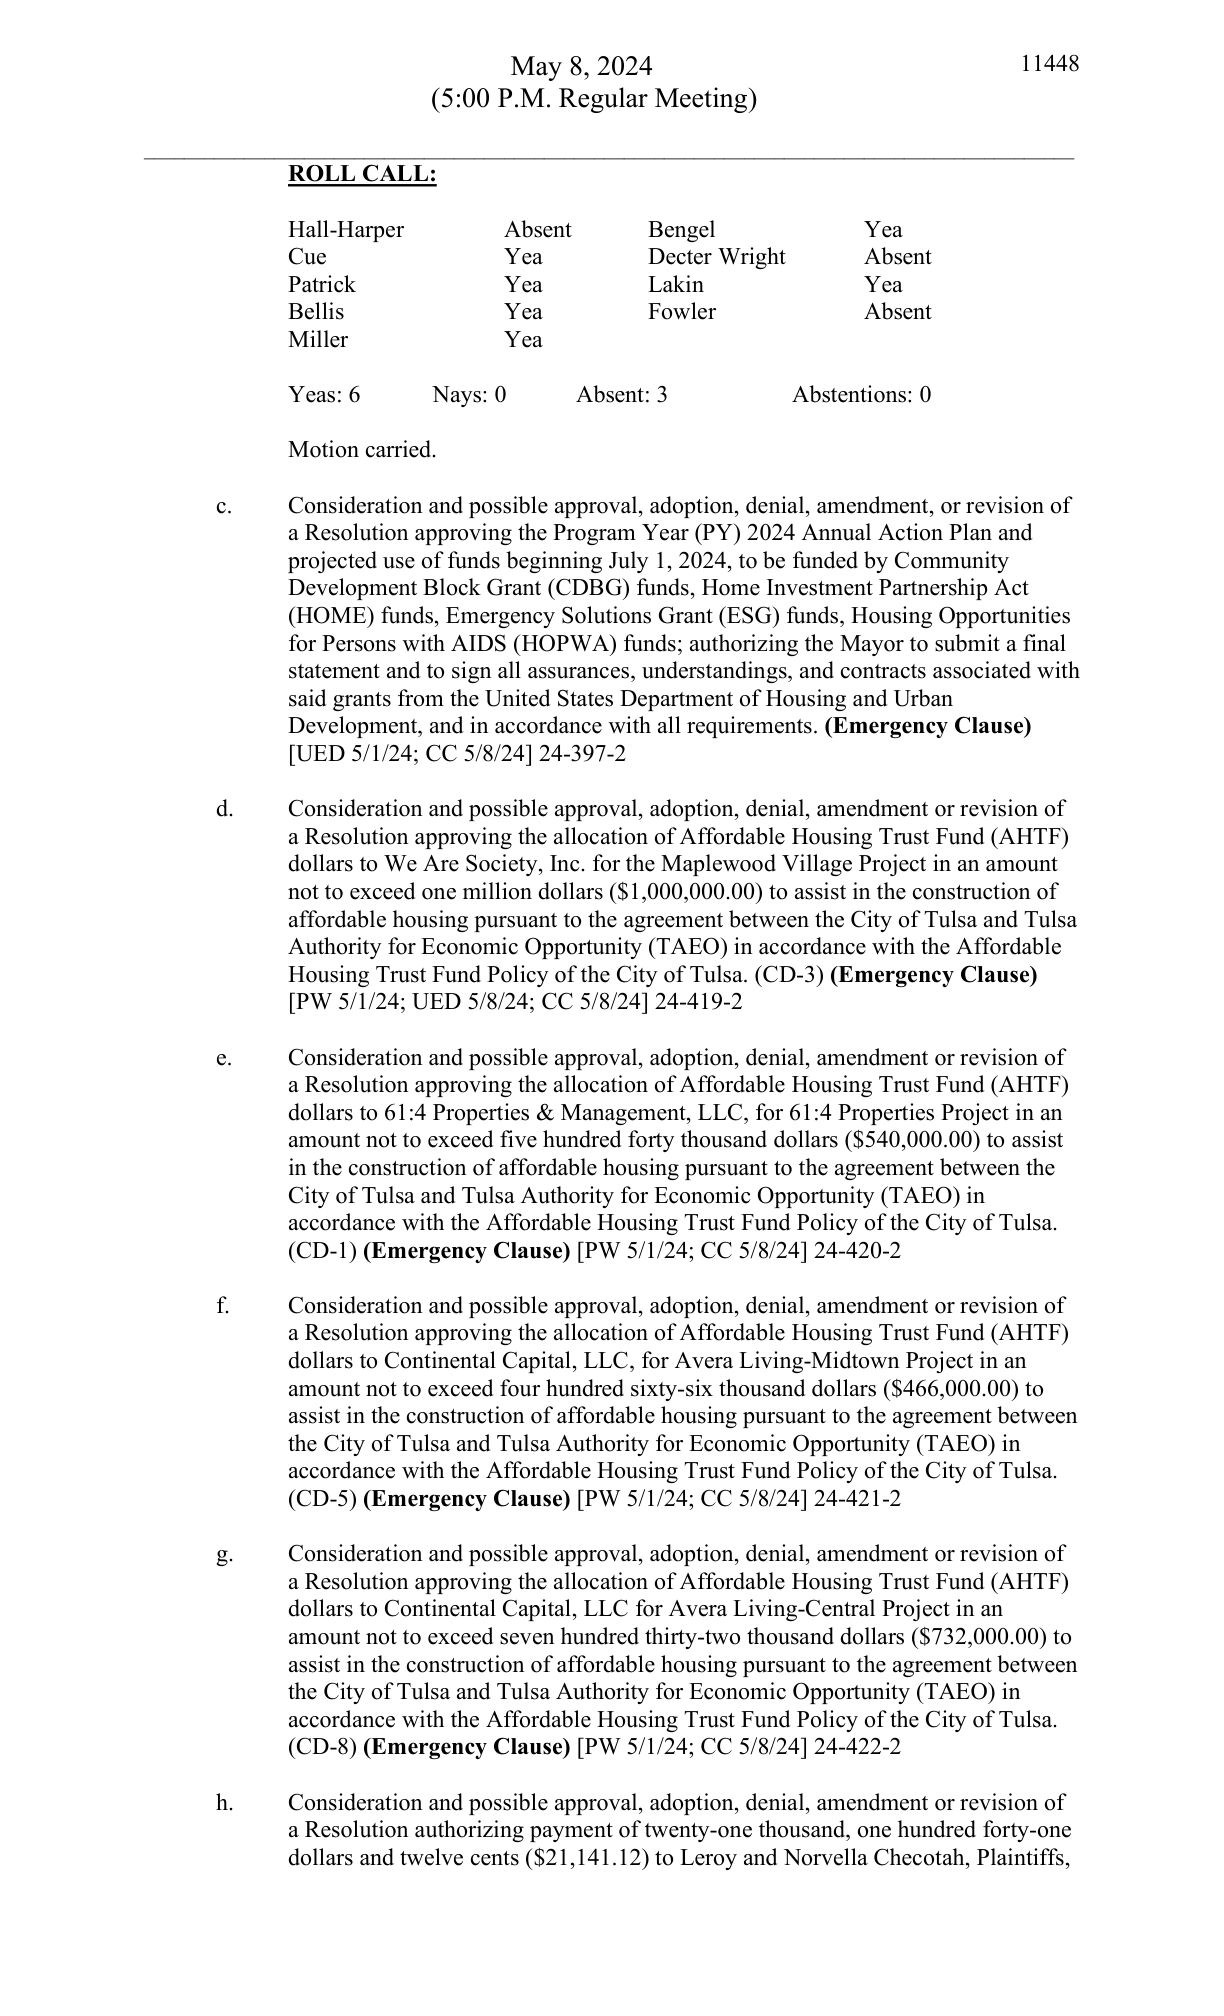 May 8, 2024 11448
(5:00 P.M. Regular Meeting)
ROLL CALL:
Hall-Harper Absent Bengel Yea
Cue Yea Decter Wright Absent
Patrick Yea Lakin Yea
Bellis Yea Fowler Absent
Miller Yea
Yeas: 6 Nays: 0 Absent: 3 Abstentions: 0
Motion carried.
c. Consideration and possible approval, adoption, denial, amendment, or revision of
a Resolution approving the Program Year (PY) 2024 Annual Action Plan and
projected use of funds beginning July 1, 2024, to be funded by Community
Development Block Grant (CDBG) funds, Home Investment Partnership Act
(HOME) funds, Emergency Solutions Grant (ESG) funds, Housing Opportunities
for Persons with AIDS (HOPWA) funds; authorizing the Mayor to submit a final
statement and to sign all assurances, understandings, and contracts associated with
said grants from the United States Department of Housing and Urban
Development, and in accordance with all requirements. (Emergency Clause)
[UED 5/1/24; CC 5/8/24] 24-397-2
d. Consideration and possible approval, adoption, denial, amendment or revision of
a Resolution approving the allocation of Affordable Housing Trust Fund (AHTF)
dollars to We Are Society, Inc. for the Maplewood Village Project in an amount
not to exceed one million dollars ($1,000,000.00) to assist in the construction of
affordable housing pursuant to the agreement between the City of Tulsa and Tulsa
Authority for Economic Opportunity (TAEO) in accordance with the Affordable
Housing Trust Fund Policy of the City of Tulsa. (CD-3) (Emergency Clause)
[PW 5/1/24; UED 5/8/24; CC 5/8/24] 24-419-2
e. Consideration and possible approval, adoption, denial, amendment or revision of
a Resolution approving the allocation of Affordable Housing Trust Fund (AHTF)
dollars to 61:4 Properties & Management, LLC, for 61:4 Properties Project in an
amount not to exceed five hundred forty thousand dollars ($540,000.00) to assist
in the construction of affordable housing pursuant to the agreement between the
City of Tulsa and Tulsa Authority for Economic Opportunity (TAEO) in
accordance with the Affordable Housing Trust Fund Policy of the City of Tulsa.
(CD-1) (Emergency Clause) [PW 5/1/24; CC 5/8/24] 24-420-2
f. Consideration and possible approval, adoption, denial, amendment or revision of
a Resolution approving the allocation of Affordable Housing Trust Fund (AHTF)
dollars to Continental Capital, LLC, for Avera Living-Midtown Project in an
amount not to exceed four hundred sixty-six thousand dollars ($466,000.00) to
assist in the construction of affordable housing pursuant to the agreement between
the City of Tulsa and Tulsa Authority for Economic Opportunity (TAEO) in
accordance with the Affordable Housing Trust Fund Policy of the City of Tulsa.
(CD-5) (Emergency Clause) [PW 5/1/24; CC 5/8/24] 24-421-2
g. Consideration and possible approval, adoption, denial, amendment or revision of
a Resolution approving the allocation of Affordable Housing Trust Fund (AHTF)
dollars to Continental Capital, LLC for Avera Living-Central Project in an
amount not to exceed seven hundred thirty-two thousand dollars ($732,000.00) to
assist in the construction of affordable housing pursuant to the agreement between
the City of Tulsa and Tulsa Authority for Economic Opportunity (TAEO) in
accordance with the Affordable Housing Trust Fund Policy of the City of Tulsa.
(CD-8) (Emergency Clause) [PW 5/1/24; CC 5/8/24] 24-422-2
h. Consideration and possible approval, adoption, denial, amendment or revision of
a Resolution authorizing payment of twenty-one thousand, one hundred forty-one
dollars and twelve cents ($21,141.12) to Leroy and Norvella Checotah, Plaintiffs,